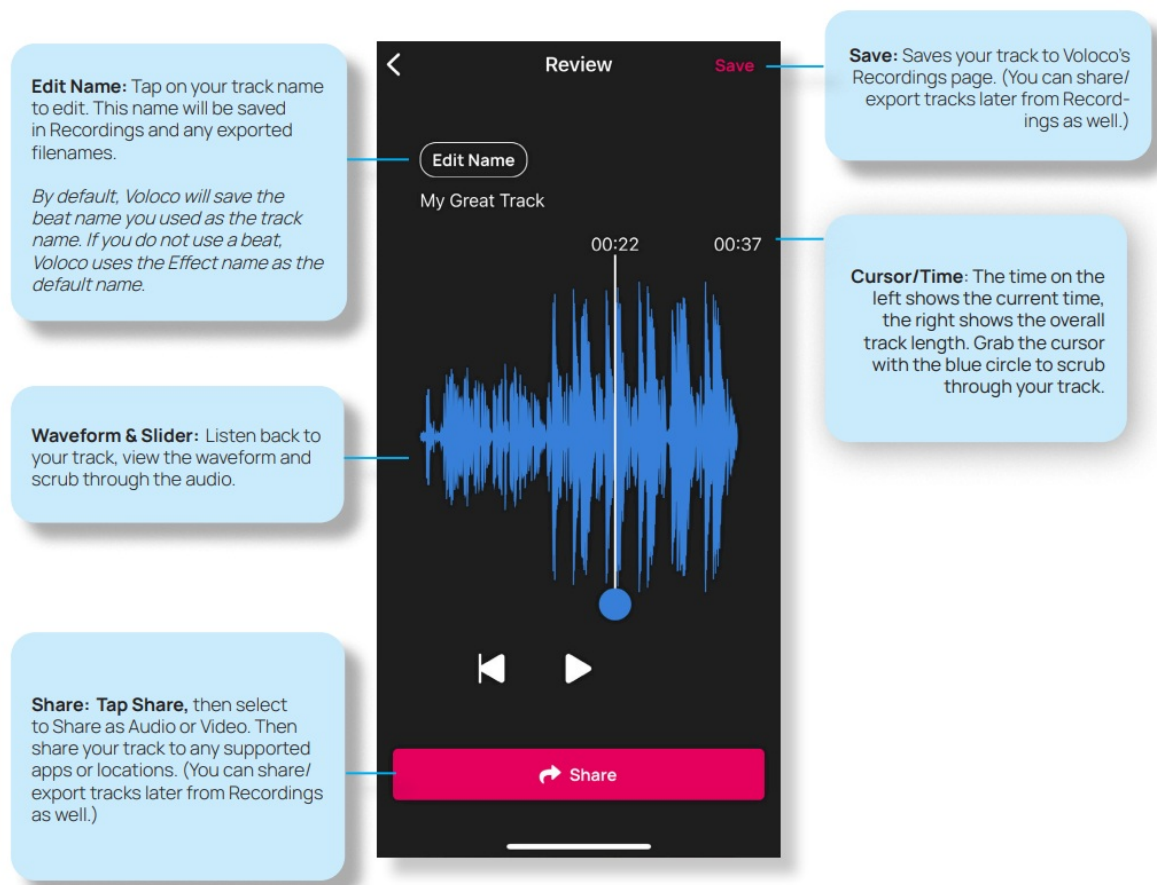 Edit Name: Tap on your track name
to edit. This name will be saved
in Recordings and any exported
filenames.
By default, Voloco will save the
beat name you used as the track
name. If you do not use a beat,
Voloco uses the Effect name as the
default name.
Waveform & Slider: Listen back to
your track, view the waveform and
scrub through the audio.
Share: Tap Share, then select
to Share as Audio or Video. Then
share your track to any supported
apps or locations. (You can share/
export tracks later from Recordings
as well.)
Review
Save
Edit Name
My Great Track
00:22
00:37
Share
Save: Saves your track to Voloco's
Recordings page. (You can share/
export tracks later from Record-
ings as well.)
Cursor/Time: The time on the
left shows the current time,
the right shows the overall
track length. Grab the cursor
with the blue circle to scrub
through your track.